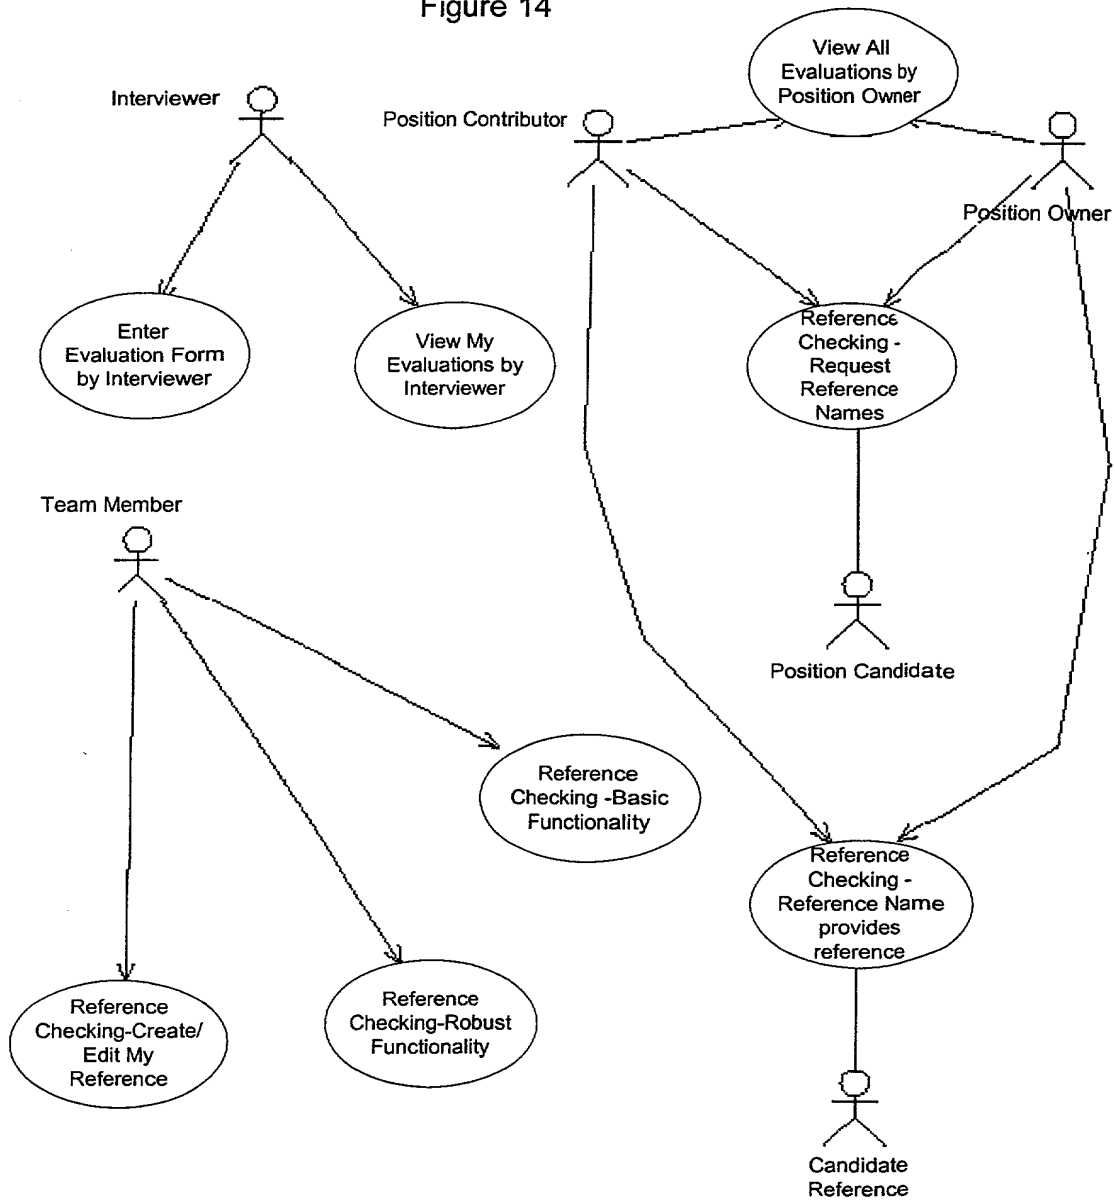 Figure 14
View All
Evaluations by
Position Owner
Interviewer
Position Contributor
Position Owner
Enter
Evaluation Form
by Interviewer
View My
Evaluations by
Interviewer
Reference
Checking -
Request
Reference
Names
Team Member
Position Candidate
Reference
Checking -Basic
Functionality
Reference
Checking -
Reference Name
provides
reference
Reference
Checking-Create/
Edit My
Reference
Reference
Checking-Robust
Functionality
Candidate
Reference